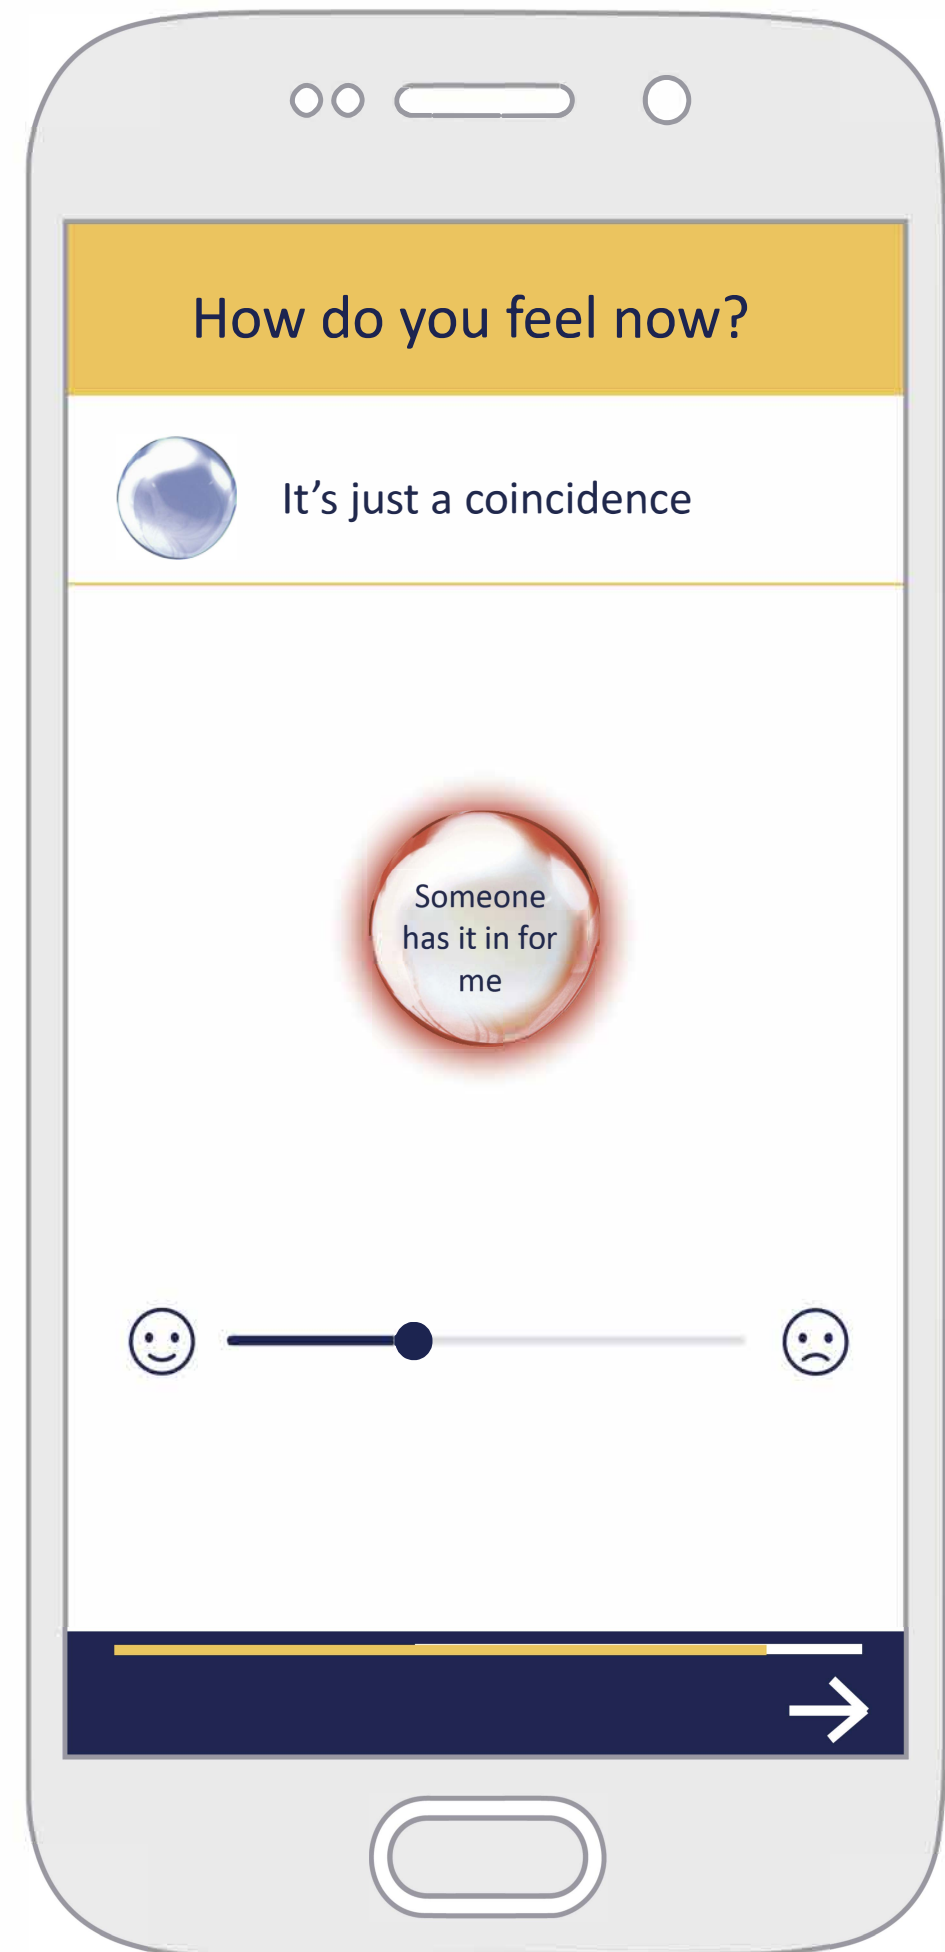 How do you feel now?
It's just a coincidence
Someone
has it in for
me